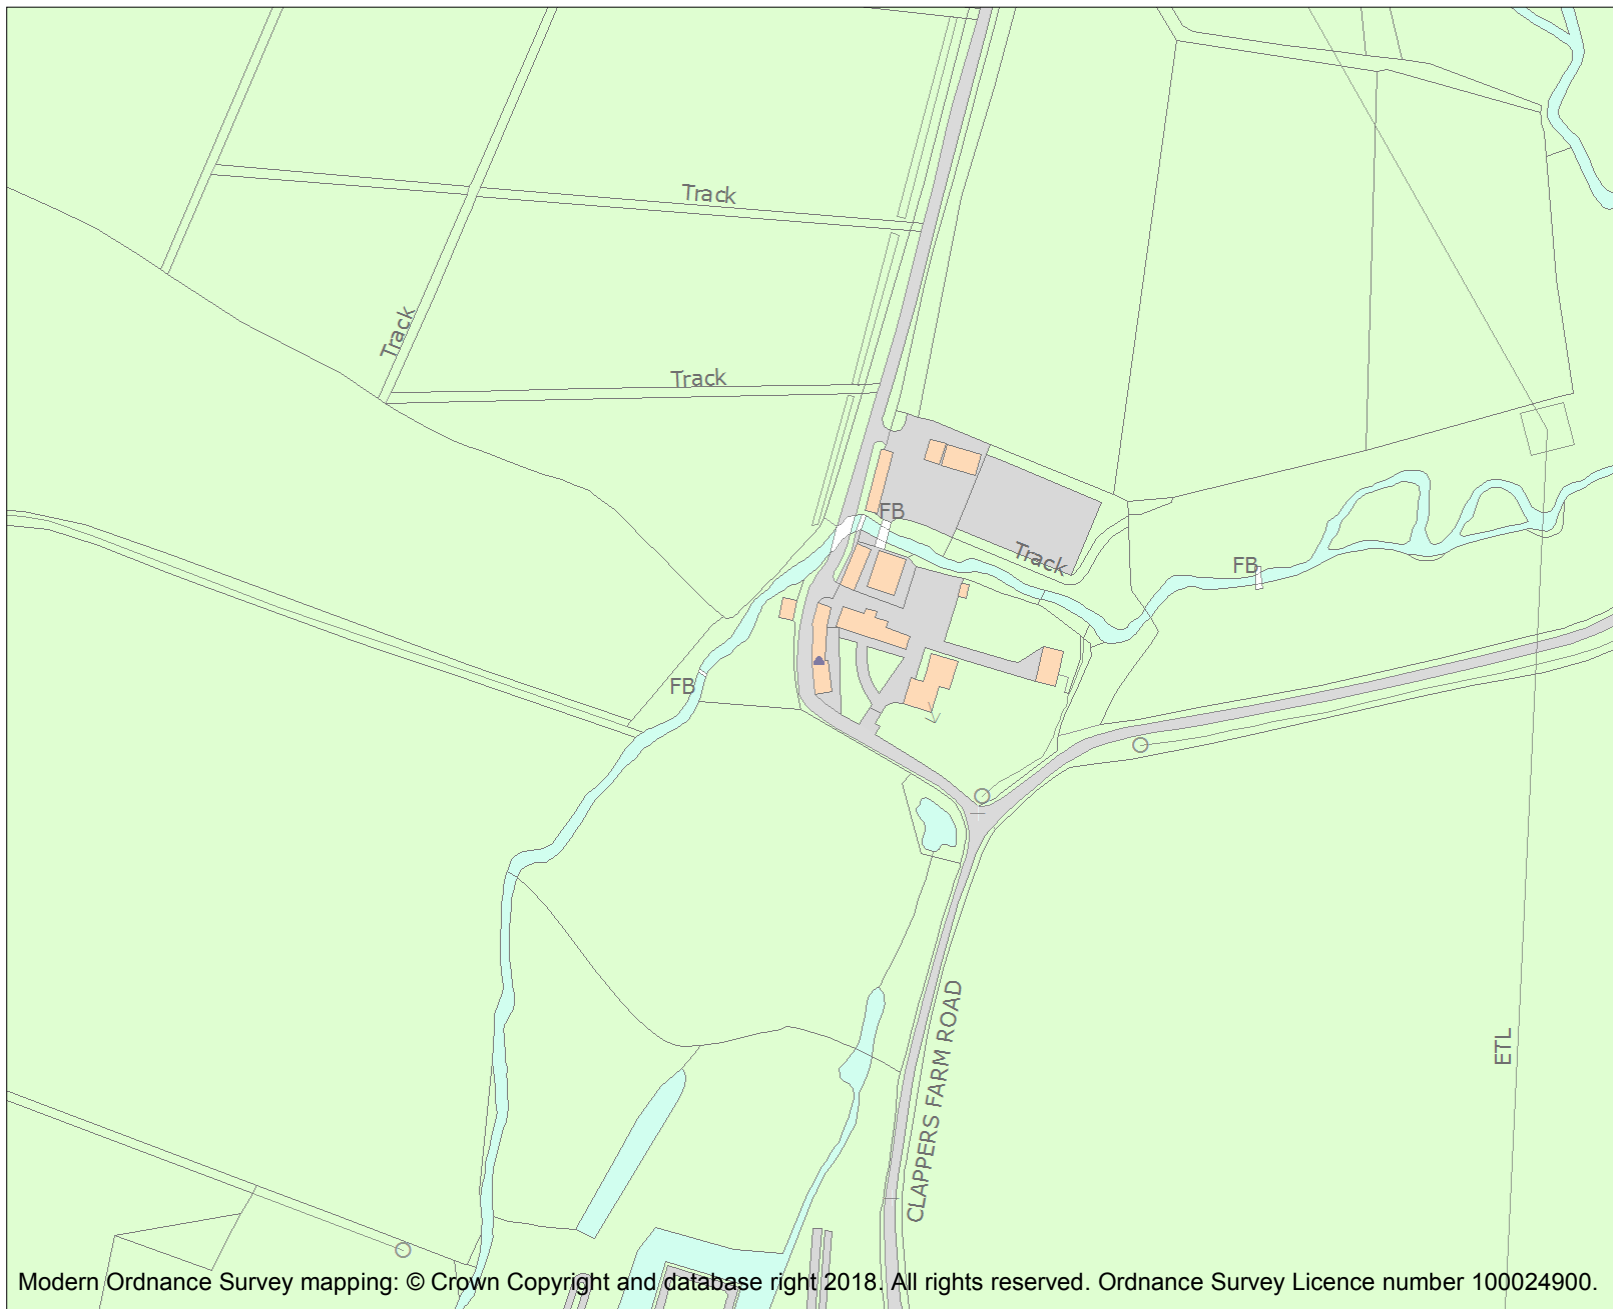 Track
Track
Track
FB
Track
FB
FB
CLAPPERS FARM ROAD
ETL
Modern Ordnance Survey mapping: © Crown Copyright and database right 2018. All rights reserved. Ordnance Survey Licence number 100024900.